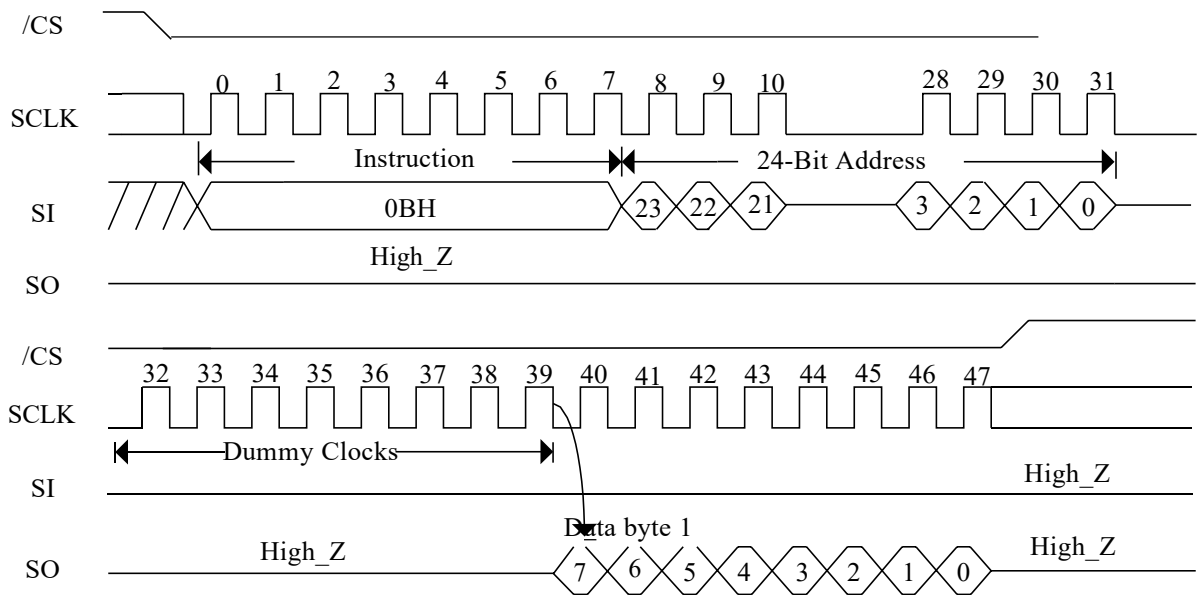 /CS
0 1 2 3 4 5 6 7 8 9 10 28 29 30 31
SCLK
Instruction 24-Bit Address
SI 0BH 23 22 21 3 2 1 0
High_Z
SO
/CS
32 33 34 35 36 37 38 39 40 41 42 43 44 45 46 47
SCLK
Dummy Clocks
High_Z
SI
Data byte 1
High_Z High_Z
SO 7 6 5 4 3 2 1 0